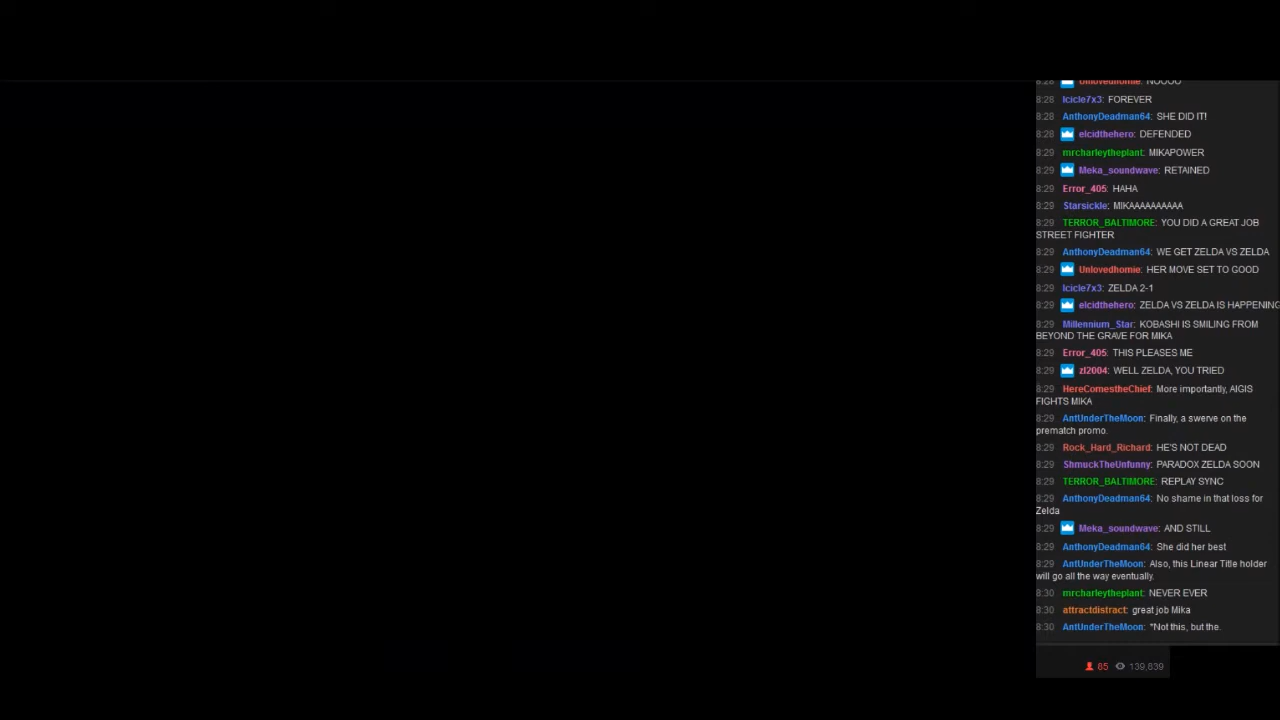 8:28 Unlovedhomie: NOOOO
8:28 Icicle7x3: FOREVER
8:28 AnthonyDeadman64: SHE DID IT!
8:28 elcidthehero: DEFENDED
8:29 mrcharleytheplant: MIKAPOWER
8:29 Meka_soundwave: RETAINED
8:29 Error_405: HAHA
8:29 Starsickle: MIKAAAAAAAAAA
8:29 TERROR_BALTIMORE: YOU DID A GREAT JOB
STREET FIGHTER
8:29 AnthonyDeadman64: WE GET ZELDA VS ZELDA
8:29 Unlovedhomie: HER MOVE SET TO GOOD
8:29 Icicle7x3: ZELDA 2-1
8:29 elcidthehero: ZELDA VS ZELDA IS HAPPENING
8:29 Millennium_Star: KOBASHI IS SMILING FROM
BEYOND THE GRAVE FOR MIKA
8:29 Error_405: THIS PLEASES ME
8:29 zl2004: WELL ZELDA, YOU TRIED
8:29 HereComestheChief: More importantly, AIGIS
FIGHTS MIKA
8:29 AntUnderTheMoon: Finally, a swerve on the
prematch promo.
8:29 Rock_Hard_Richard: HE'S NOT DEAD
8:29 ShmuckTheUnfunny: PARADOX ZELDA SOON
8:29 TERROR_BALTIMORE: REPLAY SYNC
8:29 AnthonyDeadman64: No shame in that loss for
Zelda
8:29 Meka_soundwave: AND STILL
8:29 AnthonyDeadman64: She did her best
8:29 AntUnderTheMoon: Also, this Linear Title holder
will go all the way eventually.
8:30 mrcharleytheplant: NEVER EVER
8:30 attractdistract: great job Mika
8:30 AntUnderTheMoon: *Not this, but the.
85 139,839